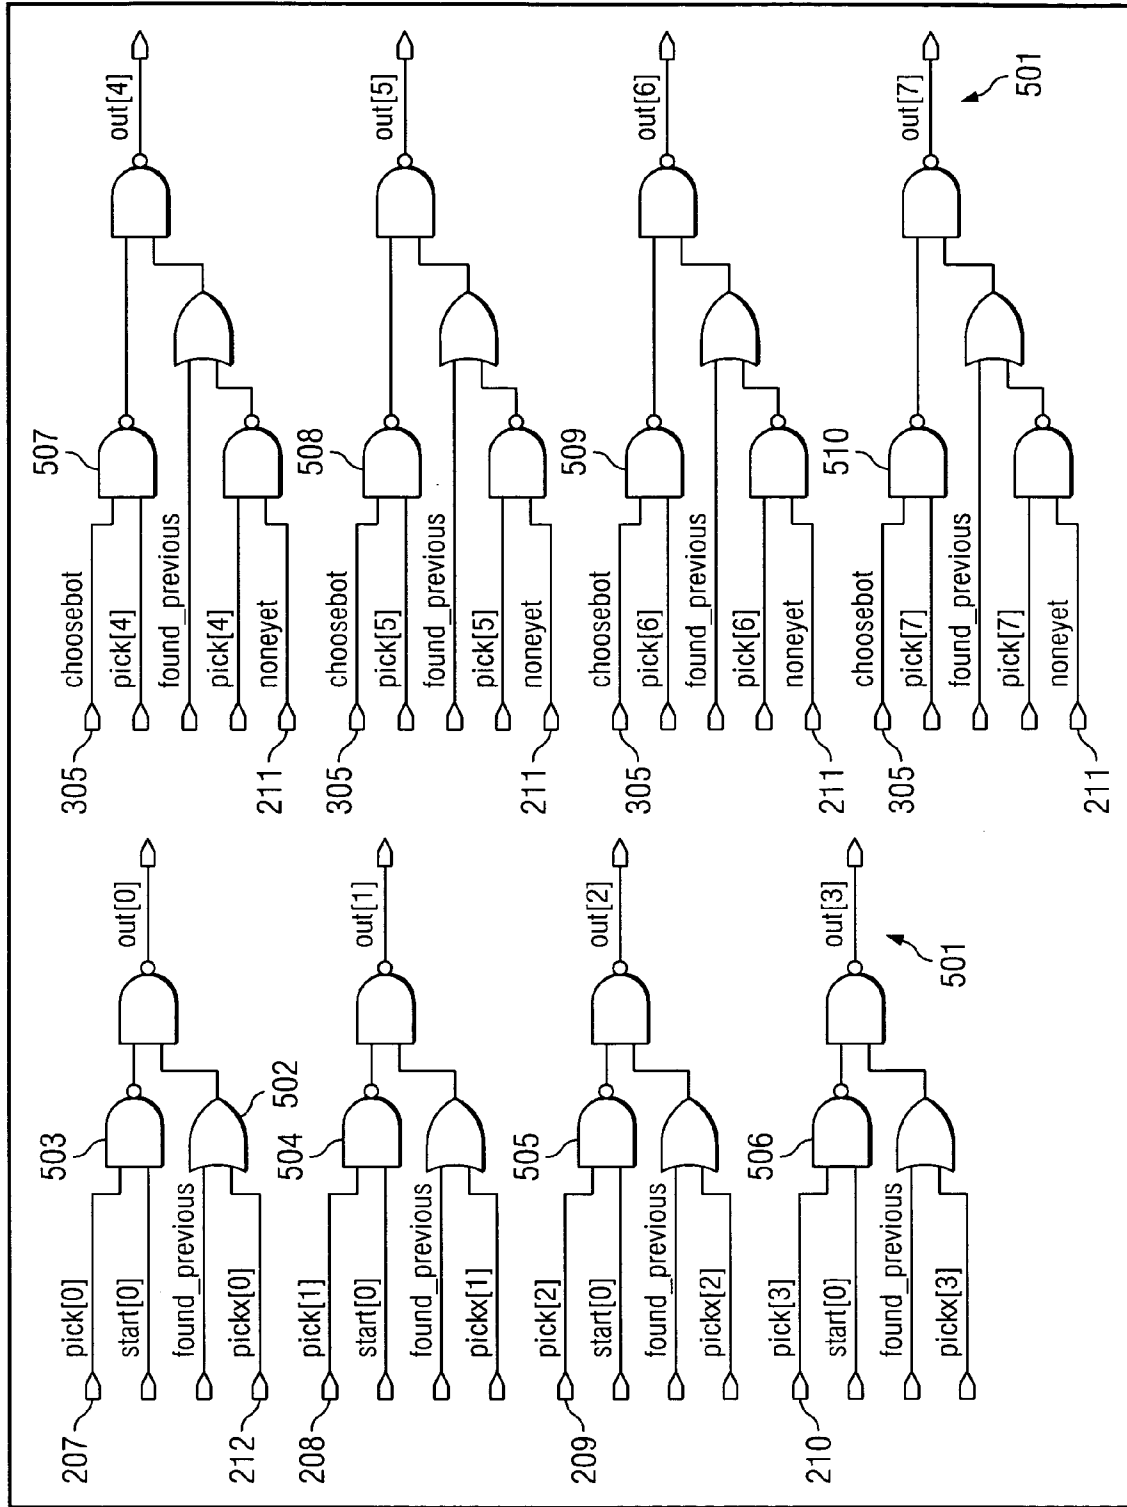 207
pick[0]
503
start[0]
found_previous
pickx[0]
212
502
out[0]
208
pick[1]
504
start[0]
found_previous
pickx[1]
out[1]
209
pick[2]
505
start[0]
found_previous
pickx[2]
out[2]
210
pick[3]
506
start[0]
found_previous
pickx[3]
out[3]
501
305
choosebot
507
pick[4]
found_previous
pick[4]
noneyet
211
out[4]
305
choosebot
508
pick[5]
found_previous
pick[5]
noneyet
211
out[5]
305
choosebot
509
pick[6]
found_previous
pick[6]
noneyet
211
out[6]
305
choosebot
510
pick[7]
found_previous
pick[7]
noneyet
211
out[7]
501